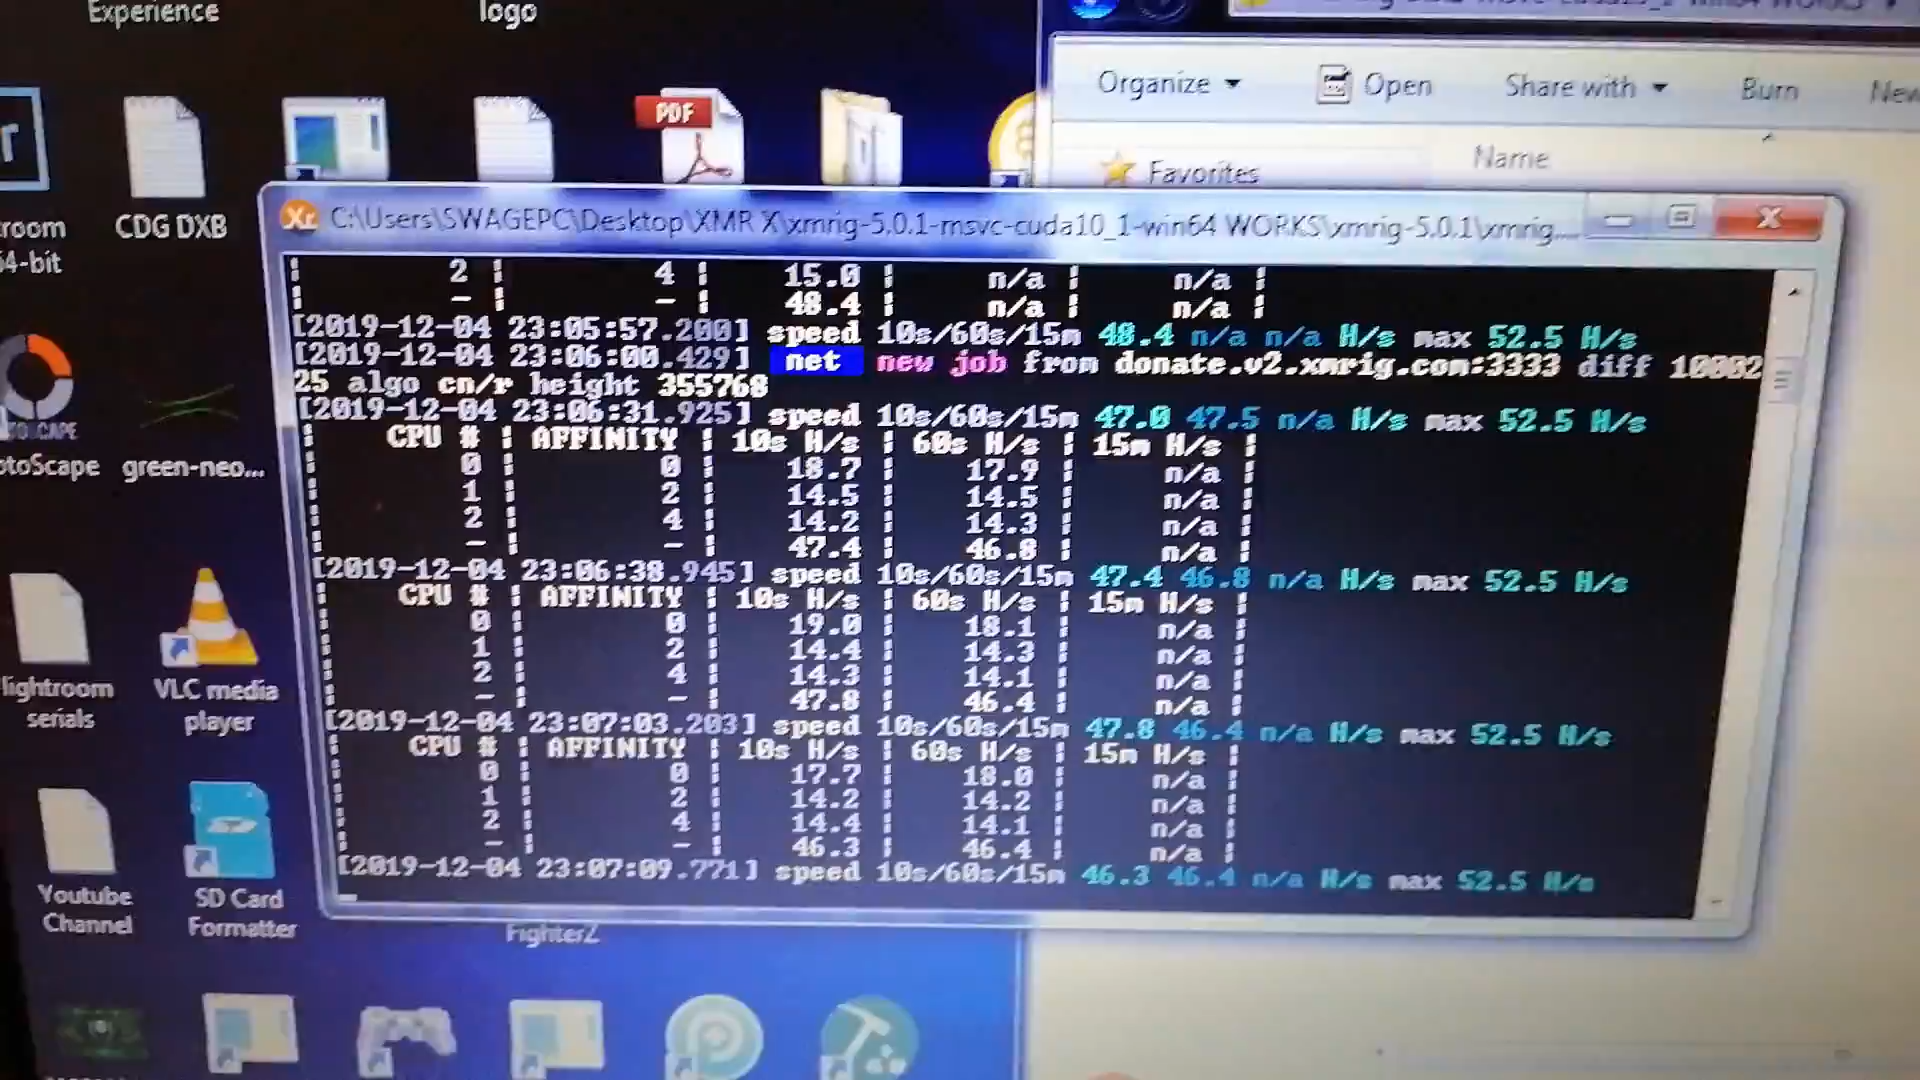 Experience
logo
Organize
Open
Share with
Burn
New
Name
Favorites
PDF
room
64-bit
CDG DXB
C:\Users\SWAGEPC\Desktop\XMR X\xmrig-5.0.1-msvc-cuda10_1-win64 WORKS\xmrig-5.0.1\xmrig....
| 2 | 4 | 15.0 | n/a | n/a |
| - | - | 48.4 | n/a | n/a |
[2019-12-04 23:05:57.200] speed 10s/60s/15m 48.4 n/a n/a H/s max 52.5 H/s
[2019-12-04 23:06:00.429] net new job from donate.v2.xmrig.com:3333 diff 10002
25 algo cn/r height 355768
[2019-12-04 23:06:31.925] speed 10s/60s/15m 47.0 47.5 n/a H/s max 52.5 H/s
| CPU # | AFFINITY | 10s H/s | 60s H/s | 15m H/s |
| 0 | 0 | 18.7 | 17.9 | n/a |
| 1 | 2 | 14.5 | 14.5 | n/a |
| 2 | 4 | 14.2 | 14.3 | n/a |
| - | - | 47.4 | 46.8 | n/a |
[2019-12-04 23:06:38.945] speed 10s/60s/15m 47.4 46.8 n/a H/s max 52.5 H/s
| CPU # | AFFINITY | 10s H/s | 60s H/s | 15m H/s |
| 0 | 0 | 19.0 | 18.1 | n/a |
| 1 | 2 | 14.4 | 14.3 | n/a |
| 2 | 4 | 14.3 | 14.1 | n/a |
| - | - | 47.8 | 46.4 | n/a |
[2019-12-04 23:07:03.203] speed 10s/60s/15m 47.8 46.4 n/a H/s max 52.5 H/s
| CPU # | AFFINITY | 10s H/s | 60s H/s | 15m H/s |
| 0 | 0 | 17.7 | 18.0 | n/a |
| 1 | 2 | 14.2 | 14.2 | n/a |
| 2 | 4 | 14.4 | 14.1 | n/a |
| - | - | 46.3 | 46.4 | n/a |
[2019-12-04 23:07:09.771] speed 10s/60s/15m 46.3 46.4 n/a H/s max 52.5 H/s
otoScape
green-neo...
lightroom
serials
VLC media
player
Youtube
Channel
SD Card
Formatter
FighterZ